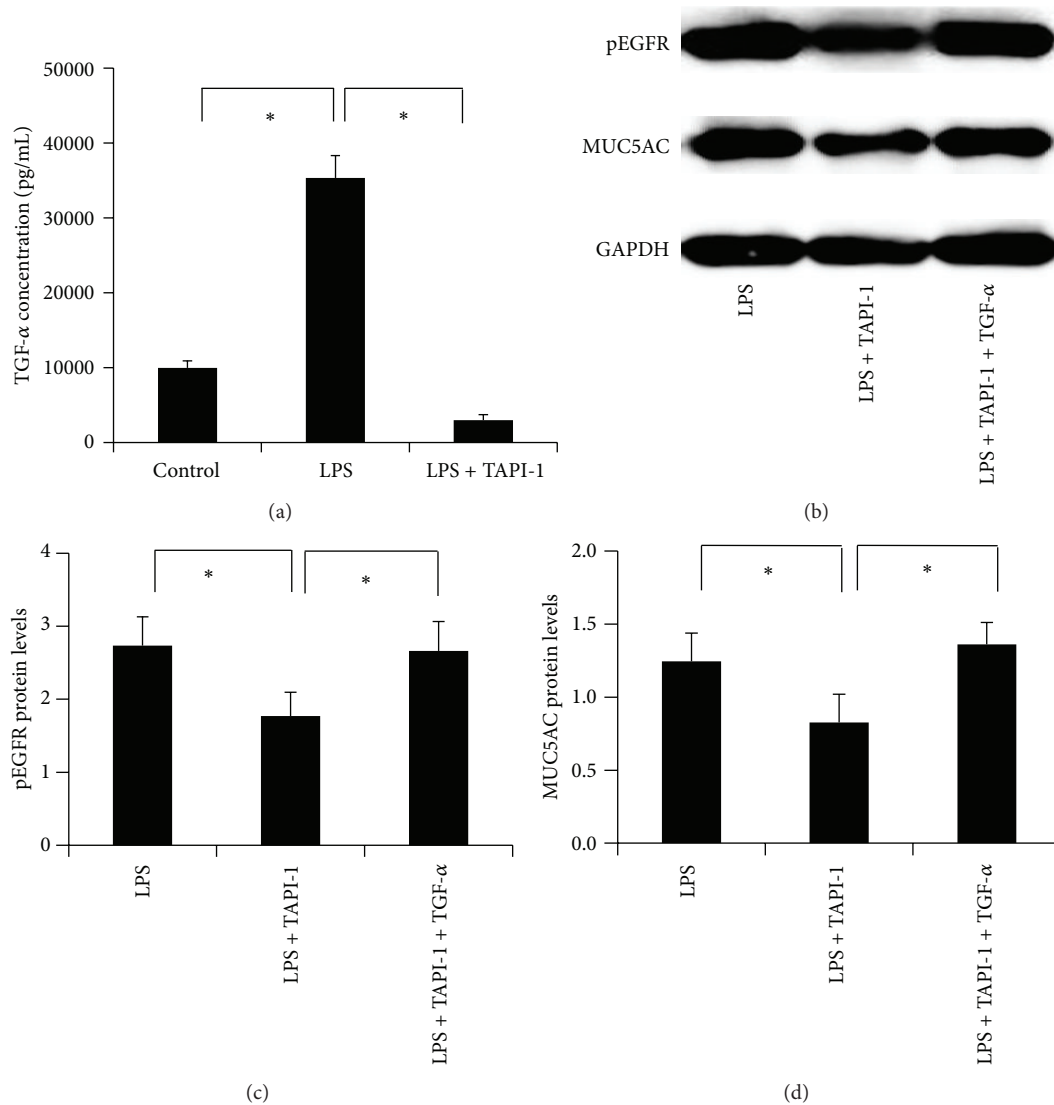 50000
40000
30000
20000
10000
0
TGF-α concentration (pg/mL)
*
*
Control
LPS
LPS + TAPI-1
(a)
pEGFR
MUC5AC
GAPDH
LPS
LPS + TAPI-1
LPS + TAPI-1 + TGF-α
(b)
4
3
2
1
0
pEGFR protein levels
*
*
LPS
LPS + TAPI-1
LPS + TAPI-1 + TGF-α
(c)
2.0
1.5
1.0
0.5
0.0
MUC5AC protein levels
*
*
LPS
LPS + TAPI-1
LPS + TAPI-1 + TGF-α
(d)